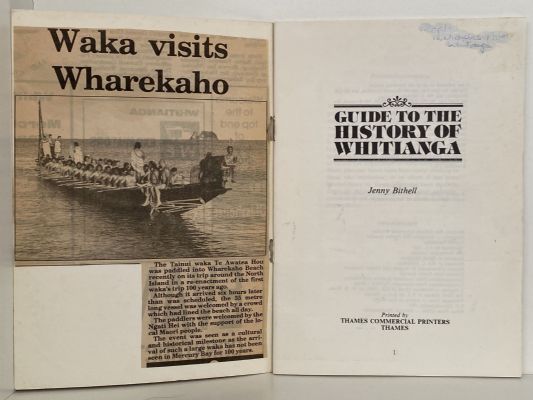 Waka visits
Wharekaho
The Tainui waka Te Awatea Hou
was paddled into Wharekaho Beach
recently on its trip around the North
Island in a re-enactment of the first
waka's trip 100 years ago.
Although it arrived six hours later
than was scheduled, the 35 metre
long vessel was welcomed by a crowd
which had lined the beach all day.
The paddlers were welcomed by the
Ngati Hei with the support of the lo-
cal Maori people.
The event was seen as a cultural
and historical milestone as the arri-
val of such a large waka has not been
seen in Mercury Bay for 100 years.
GUIDE TO THE
HISTORY OF
WHITIANGA
Jenny Bithell
Printed by
THAMES COMMERCIAL PRINTERS
THAMES
1